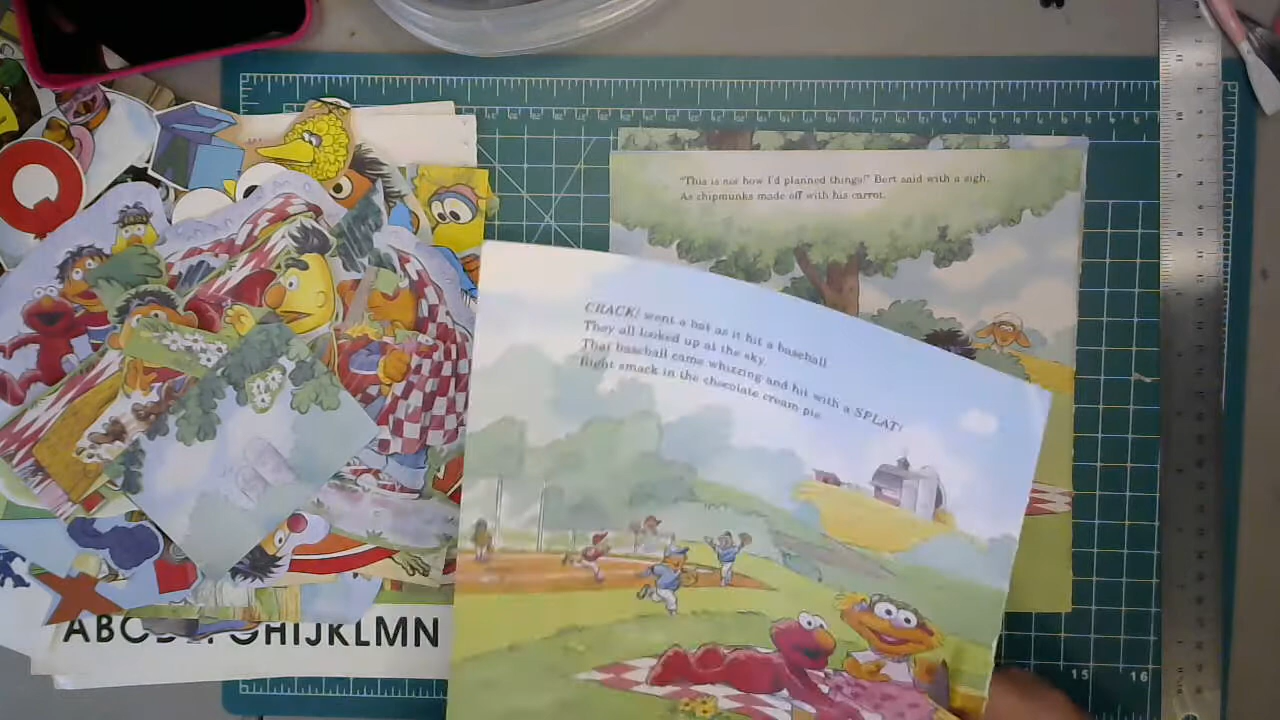 "This is not how I'd planned things!" Bert said with a sigh,
As chipmunks made off with his carrot.
CRACK! went a bat as it hit a baseball
They all looked up at the sky.
That baseball came whizzing and hit with a SPLAT!
Right smack in the chocolate cream pie.
Q
HIJKLMN
15 16